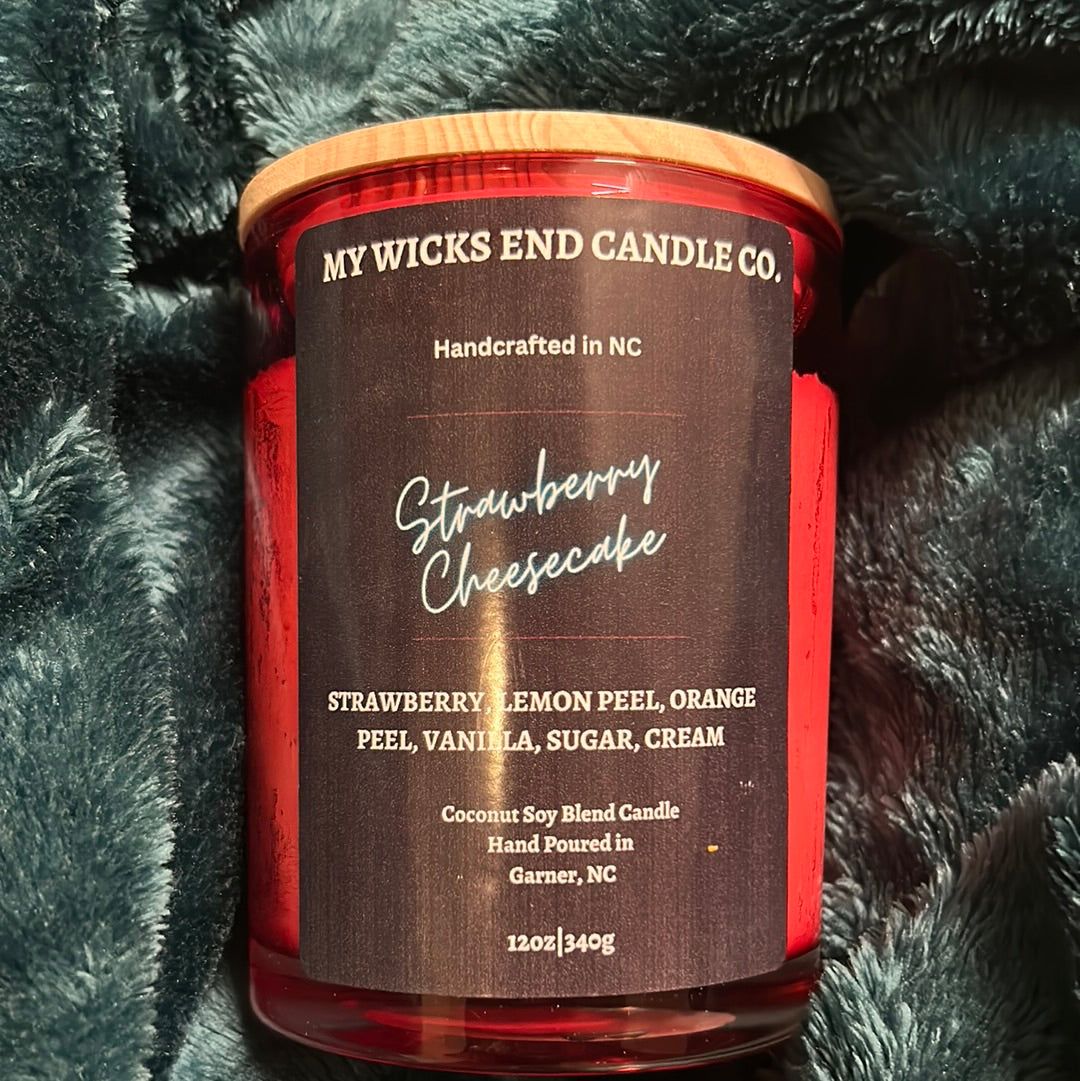 MY WICKS END CANDLE CO.
Handcrafted in NC
Strawberry
Cheesecake
STRAWBERRY, LEMON PEEL, ORANGE
PEEL, VANILLA, SUGAR, CREAM
Coconut Soy Blend Candle
Hand Poured in
Garner, NC
12oz|340g